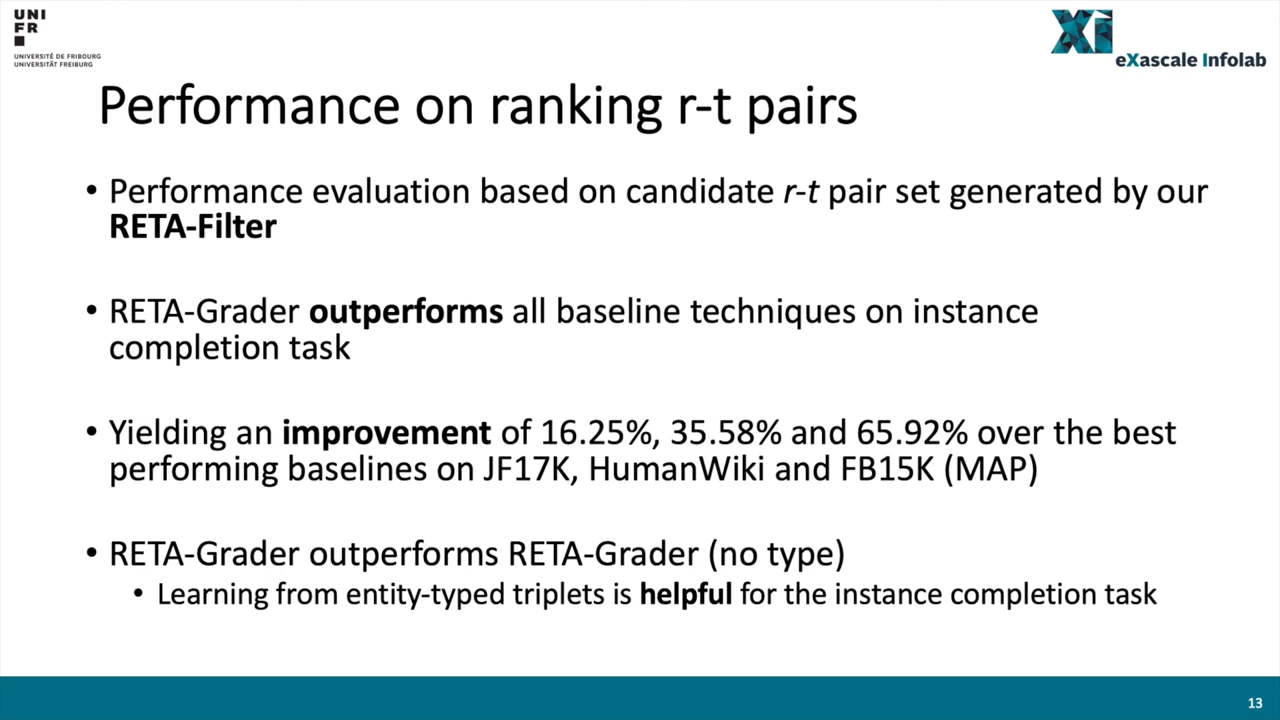 UNI
FR
UNIVERSITÉ DE FRIBOURG
UNIVERSITÄT FREIBURG
Xi
eXascale Infolab
Performance on ranking r-t pairs
• Performance evaluation based on candidate r-t pair set generated by our
RETA-Filter
• RETA-Grader outperforms all baseline techniques on instance
completion task
• Yielding an improvement of 16.25%, 35.58% and 65.92% over the best
performing baselines on JF17K, HumanWiki and FB15K (MAP)
• RETA-Grader outperforms RETA-Grader (no type)
• Learning from entity-typed triplets is helpful for the instance completion task
13